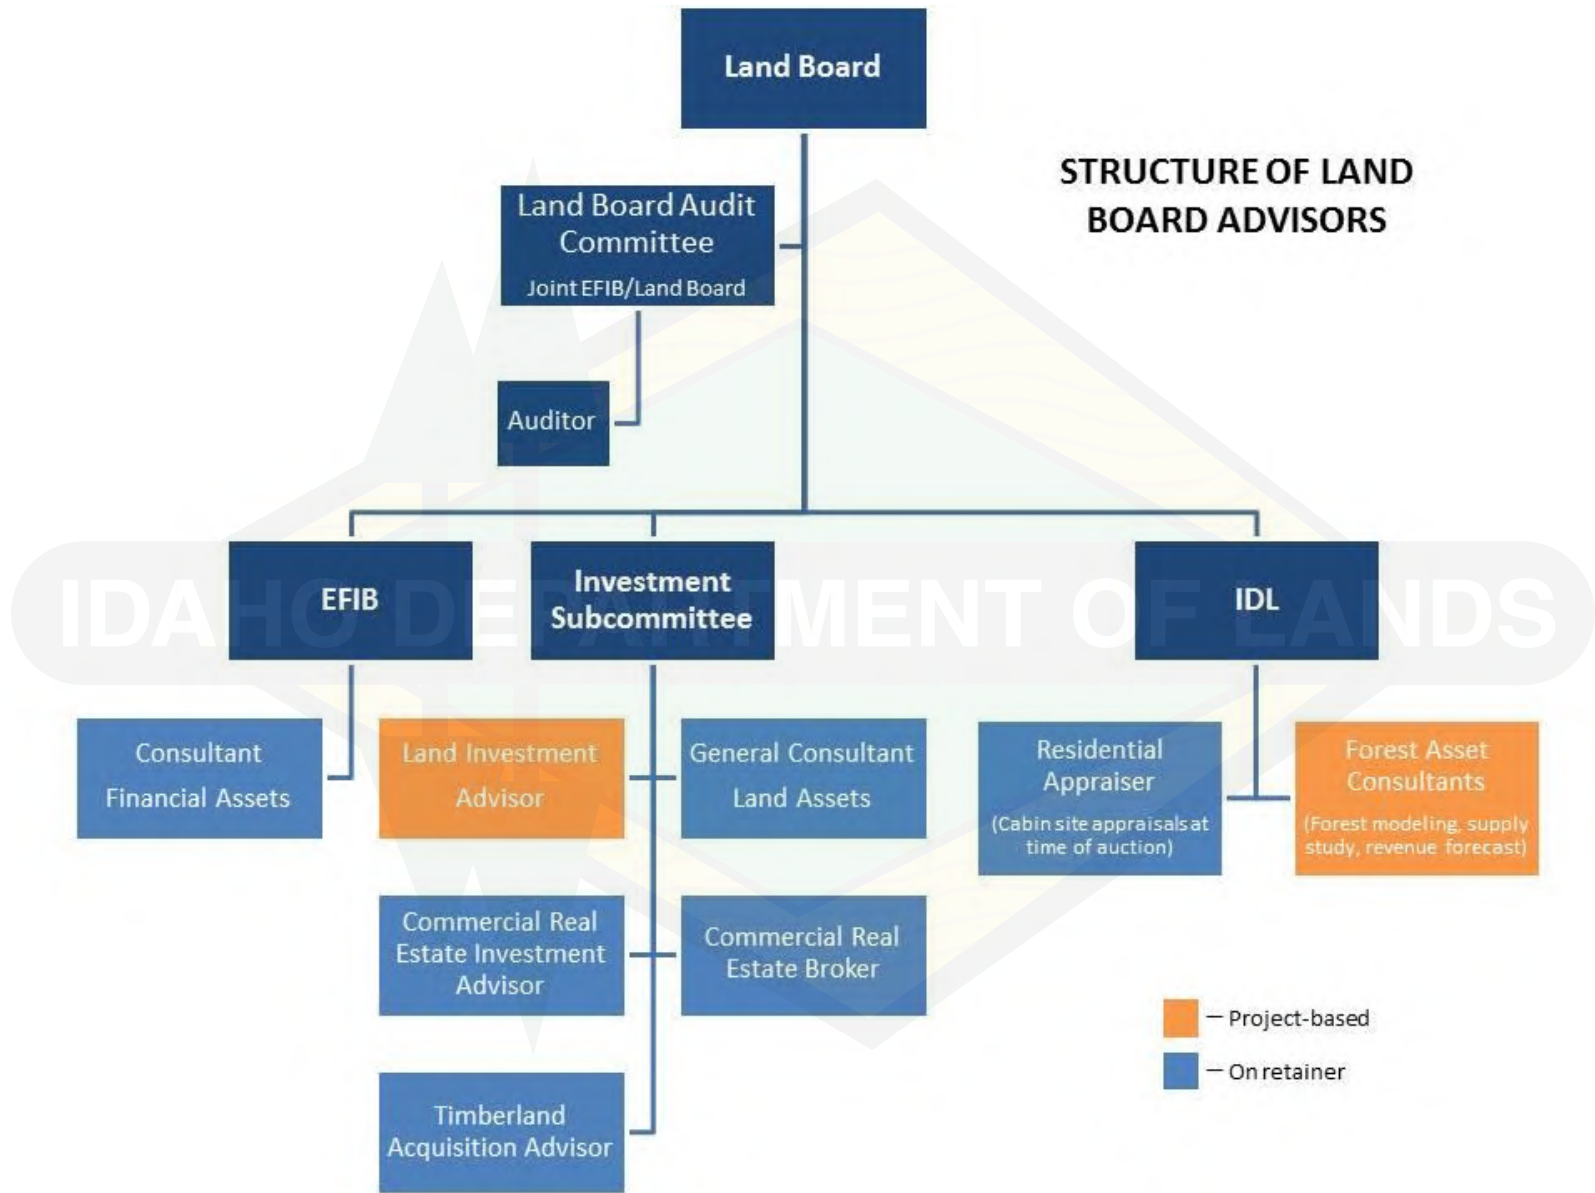 Land Board
STRUCTURE OF LAND
BOARD ADVISORS
Land Board Audit
Committee
Joint EFIB/Land Board
Auditor
EFIB
Investment
Subcommittee
IDL
IDAHO DEPARTMENT OF LANDS
Consultant
Financial Assets
Land Investment
Advisor
General Consultant
Land Assets
Residential
Appraiser
(Cabin site appraisals at
time of auction)
Forest Asset
Consultants
(Forest modeling, supply
study, revenue forecast)
Commercial Real
Estate Investment
Advisor
Commercial Real
Estate Broker
Timberland
Acquisition Advisor
– Project-based
– On retainer